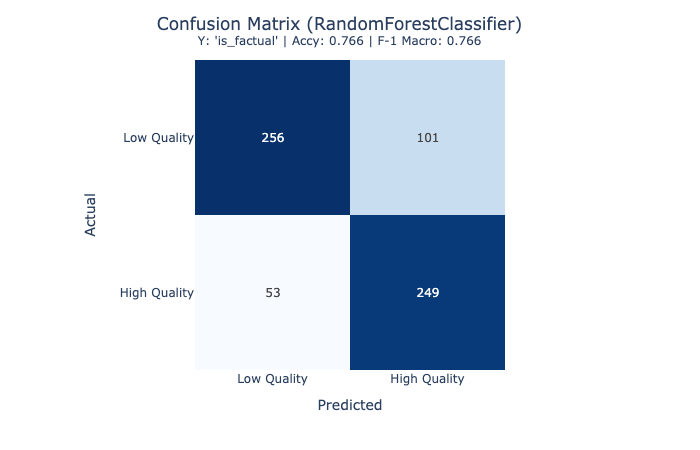 Confusion Matrix (RandomForestClassifier)
Y: 'is_factual' | Accy: 0.766 | F-1 Macro: 0.766
Low Quality 256 101
Actual
High Quality 53 249
Low Quality High Quality
Predicted